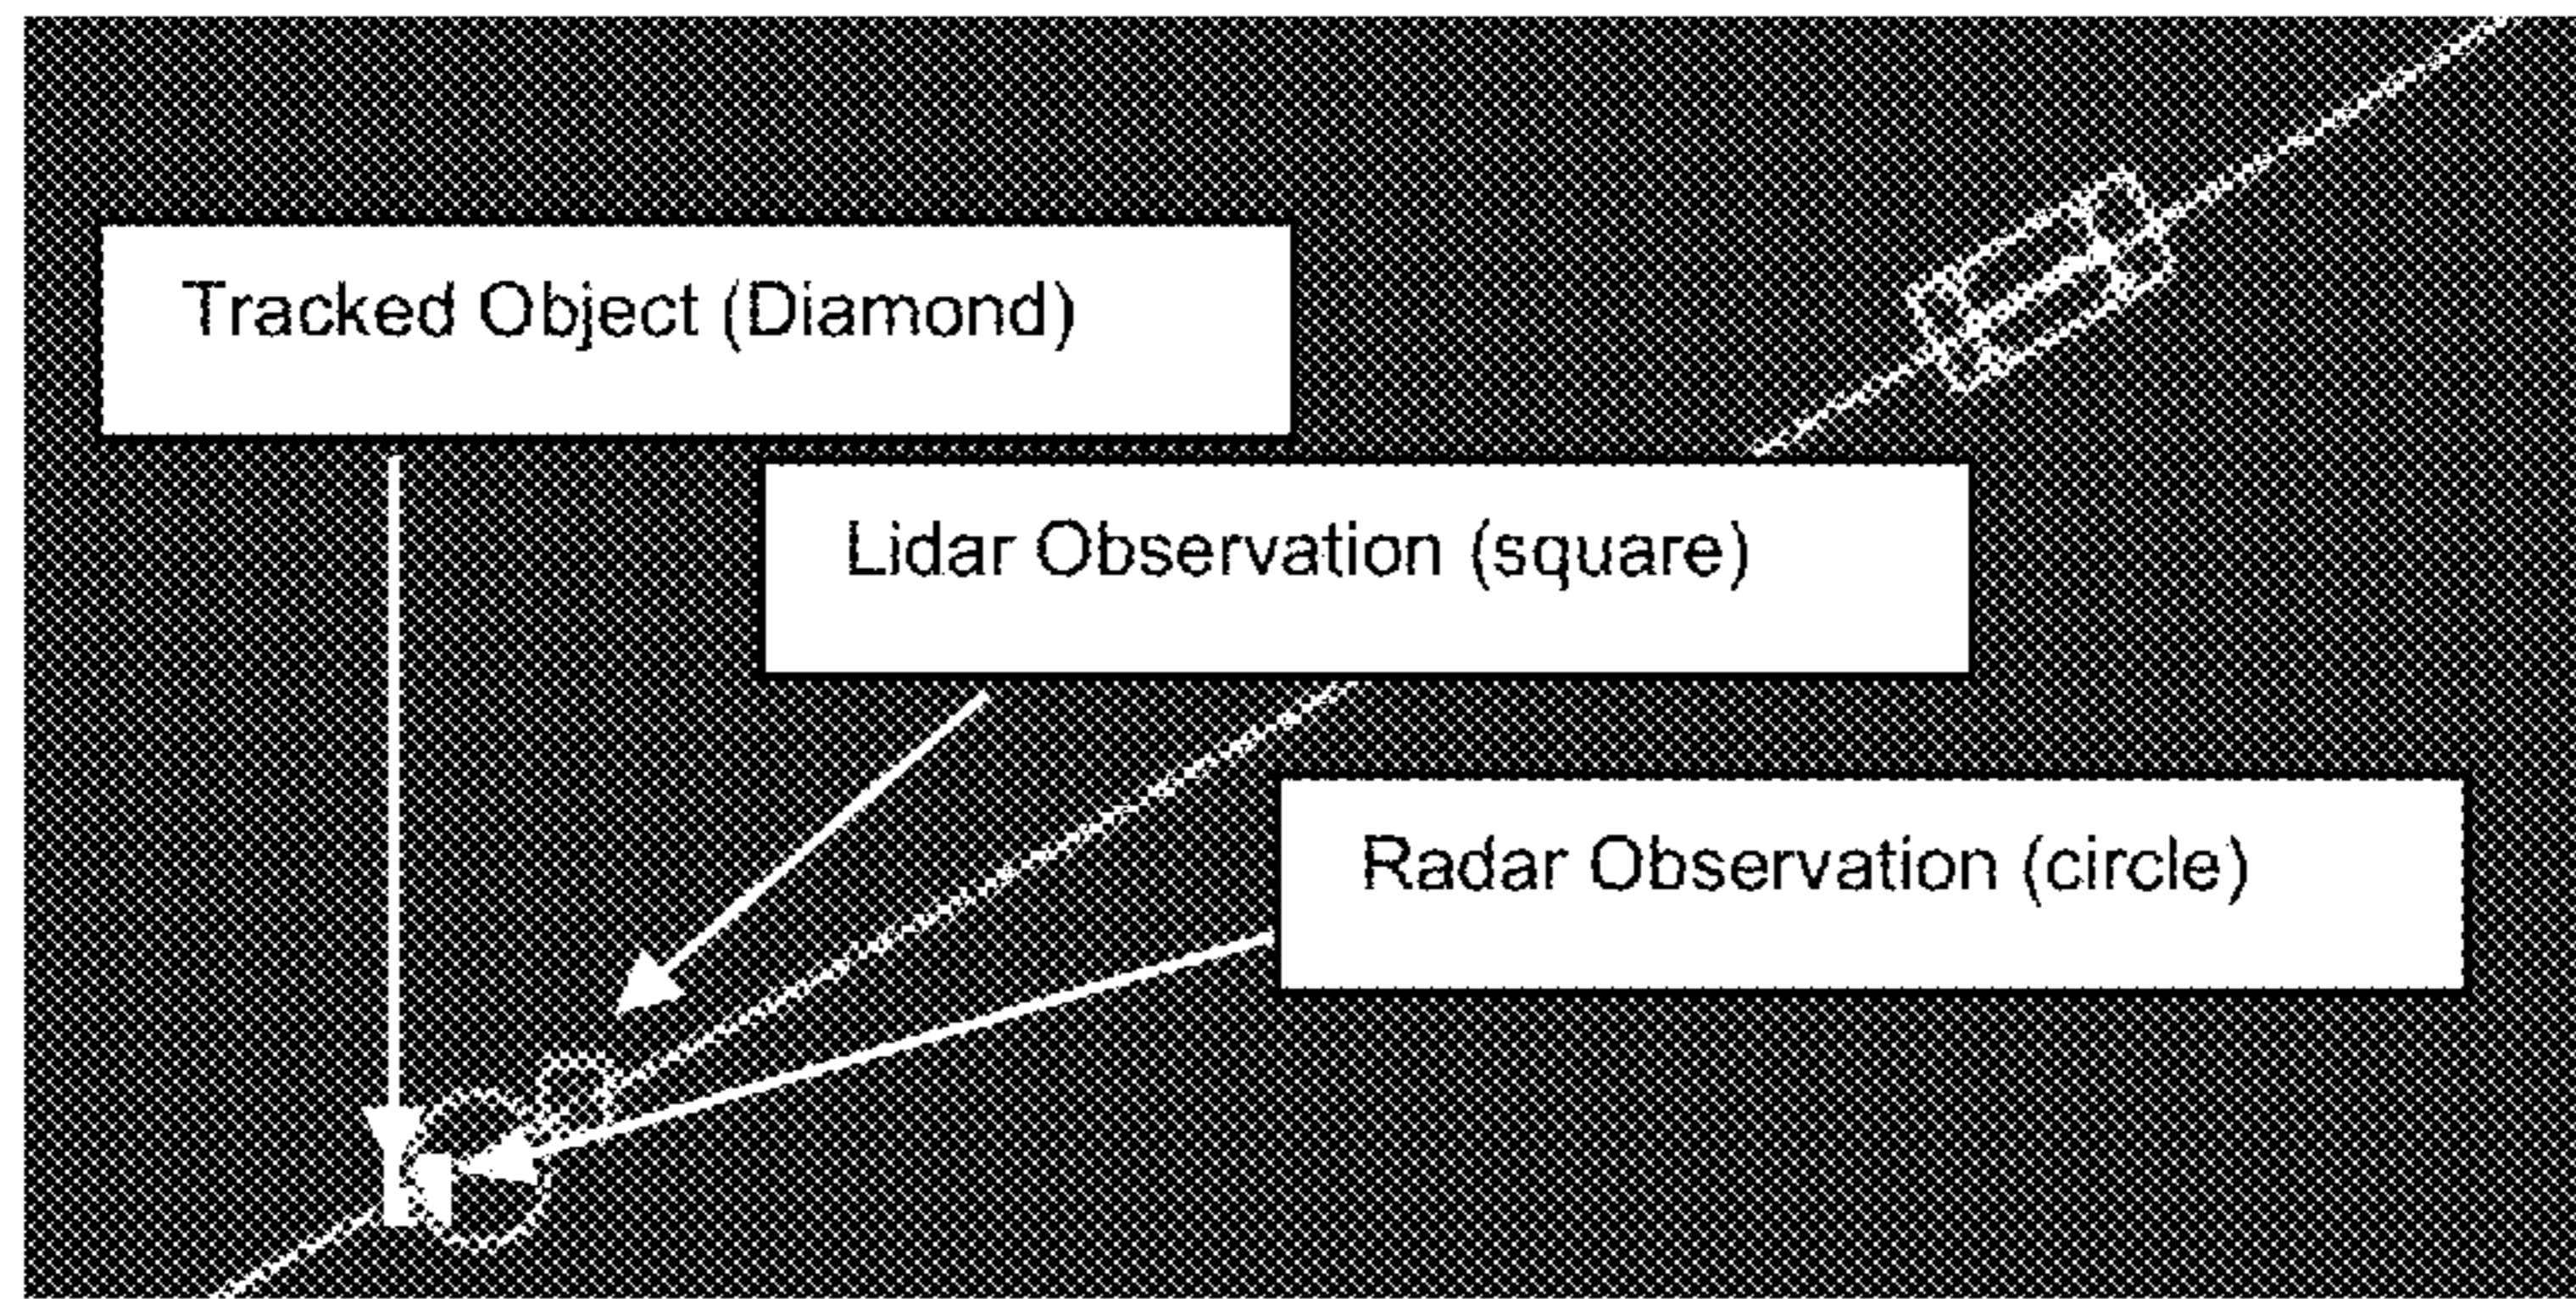 Tracked Object (Diamond)
Lidar Observation (square)
Radar Observation (circle)